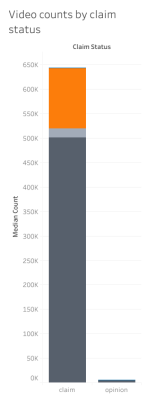 Video counts by claim
status
Claim Status
650K
600K
550K
500K
450K
400K
350K
300K
250K
200K
150K
100K
50K
0K
Median Count
claim
opinion